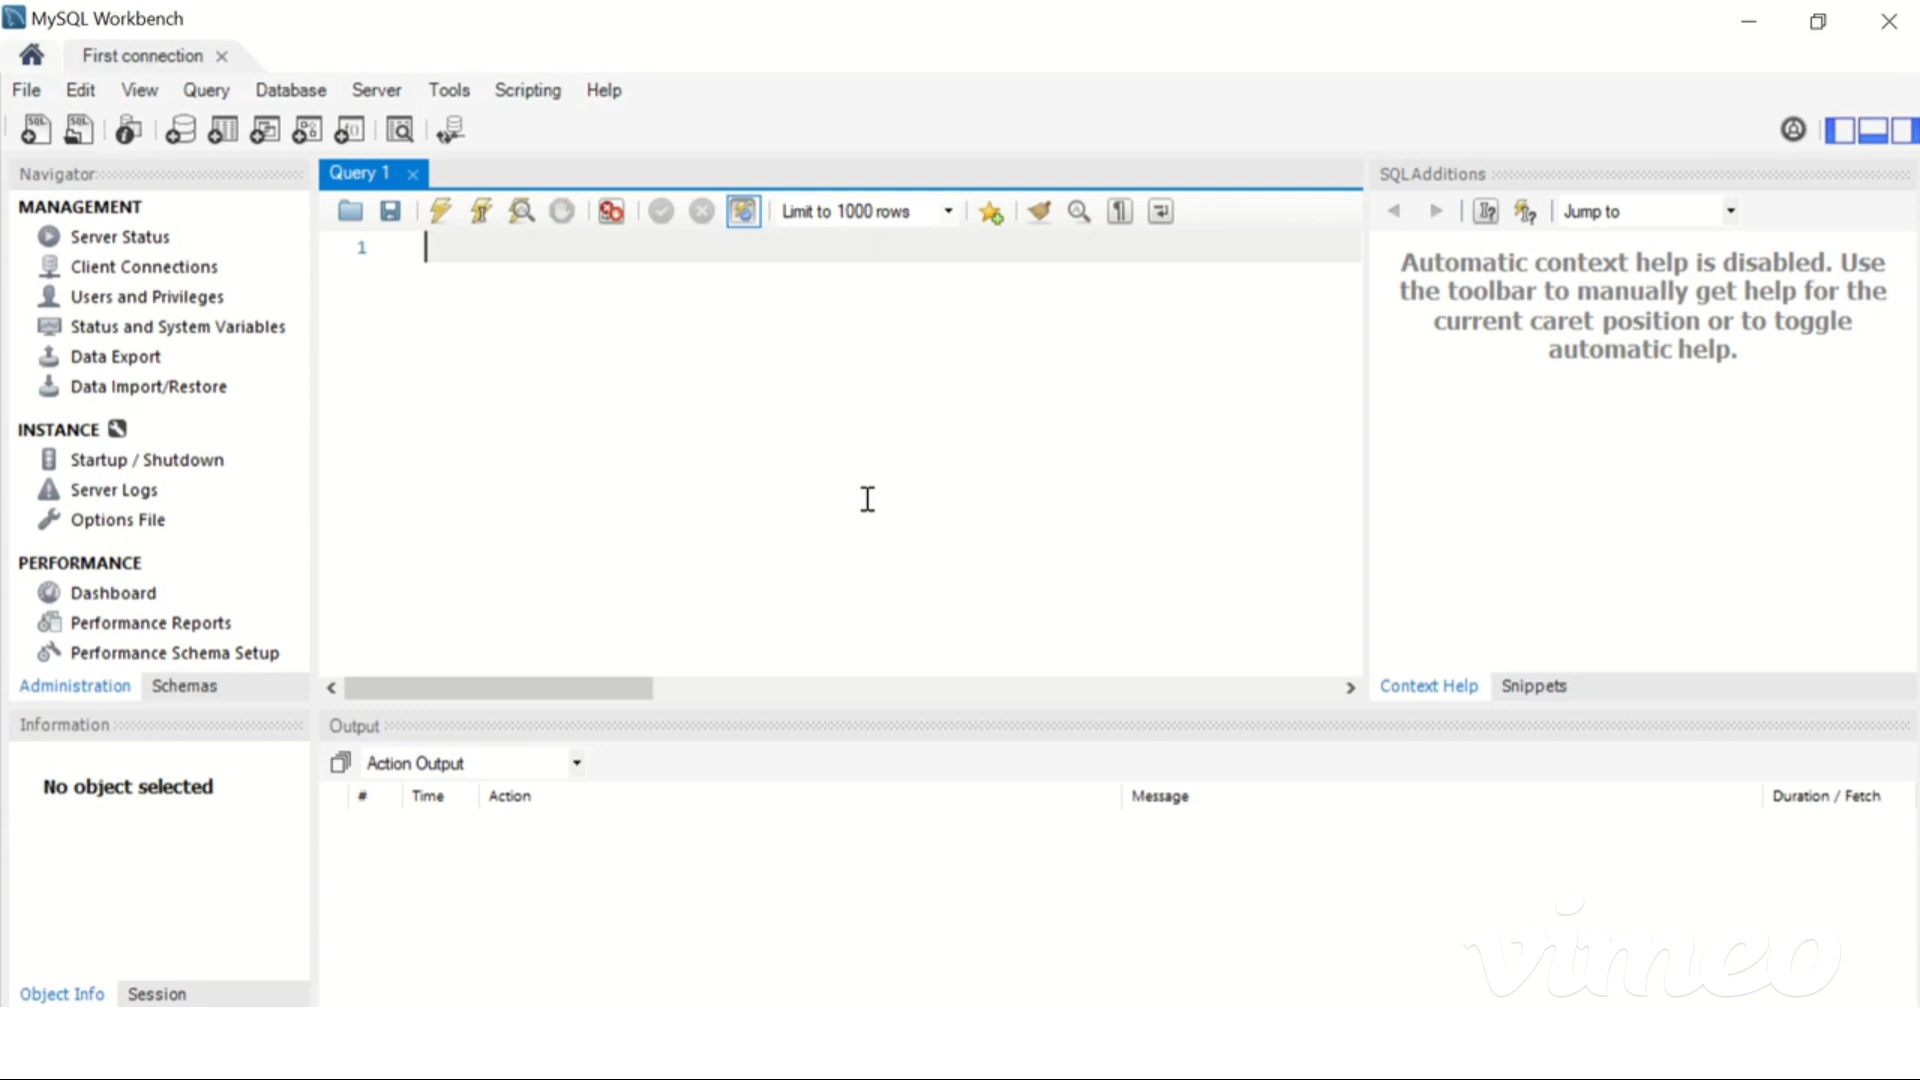 MySQL Workbench
First connection
File Edit View Query Database Server Tools Scripting Help
Navigator
MANAGEMENT
Server Status
Client Connections
Users and Privileges
Status and System Variables
Data Export
Data Import/Restore
INSTANCE
Startup / Shutdown
Server Logs
Options File
PERFORMANCE
Dashboard
Performance Reports
Performance Schema Setup
Administration Schemas
Information
No object selected
Object Info Session
Query 1
Limit to 1000 rows
1
SQLAdditions
Jump to
Automatic context help is disabled. Use
the toolbar to manually get help for the
current caret position or to toggle
automatic help.
Context Help Snippets
Output
Action Output
# Time Action Message Duration / Fetch
vimeo